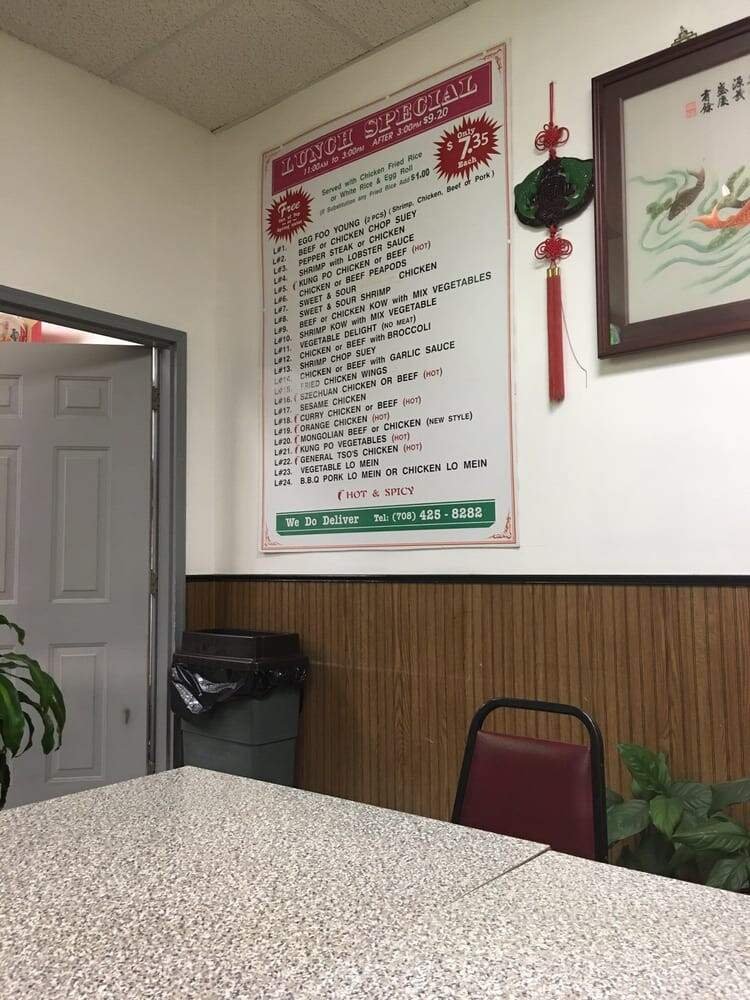 LUNCH SPECIAL
11:00AM to 3:00PM AFTER 3:00PM $9.20
Only
$ 7.35
Each
Served with Chicken Fried Rice
or White Rice & Egg Roll
(If Substitution any Fried Rice Add $1.00
Free
L#1. EGG FOO YOUNG (2 PCS) (Shrimp, Chicken, Beef or Pork)
L#2. BEEF or CHICKEN CHOP SUEY
L#3. PEPPER STEAK or CHICKEN
L#4. SHRIMP with LOBSTER SAUCE
L#5. KUNG PO CHICKEN or BEEF (HOT)
L#6. CHICKEN or BEEF PEAPODS
L#7. SWEET & SOUR CHICKEN
L#8. SWEET & SOUR SHRIMP
L#9. BEEF or CHICKEN KOW with MIX VEGETABLES
L#10. SHRIMP KOW with MIX VEGETABLE
L#11. VEGETABLE DELIGHT (NO MEAT)
L#12. CHICKEN or BEEF with BROCCOLI
L#13. SHRIMP CHOP SUEY
L#14. CHICKEN or BEEF with GARLIC SAUCE
L#15. FRIED CHICKEN WINGS
L#16. SZECHUAN CHICKEN OR BEEF (HOT)
L#17. SESAME CHICKEN
L#18. CURRY CHICKEN or BEEF (HOT)
L#19. ORANGE CHICKEN (HOT)
L#20. MONGOLIAN BEEF or CHICKEN (NEW STYLE)
L#21. KUNG PO VEGETABLES (HOT)
L#22. GENERAL TSO'S CHICKEN (HOT)
L#23. VEGETABLE LO MEIN
L#24. B.B.Q PORK LO MEIN OR CHICKEN LO MEIN
HOT & SPICY
We Do Deliver Tel: (708) 425 - 8282
源長
有餘